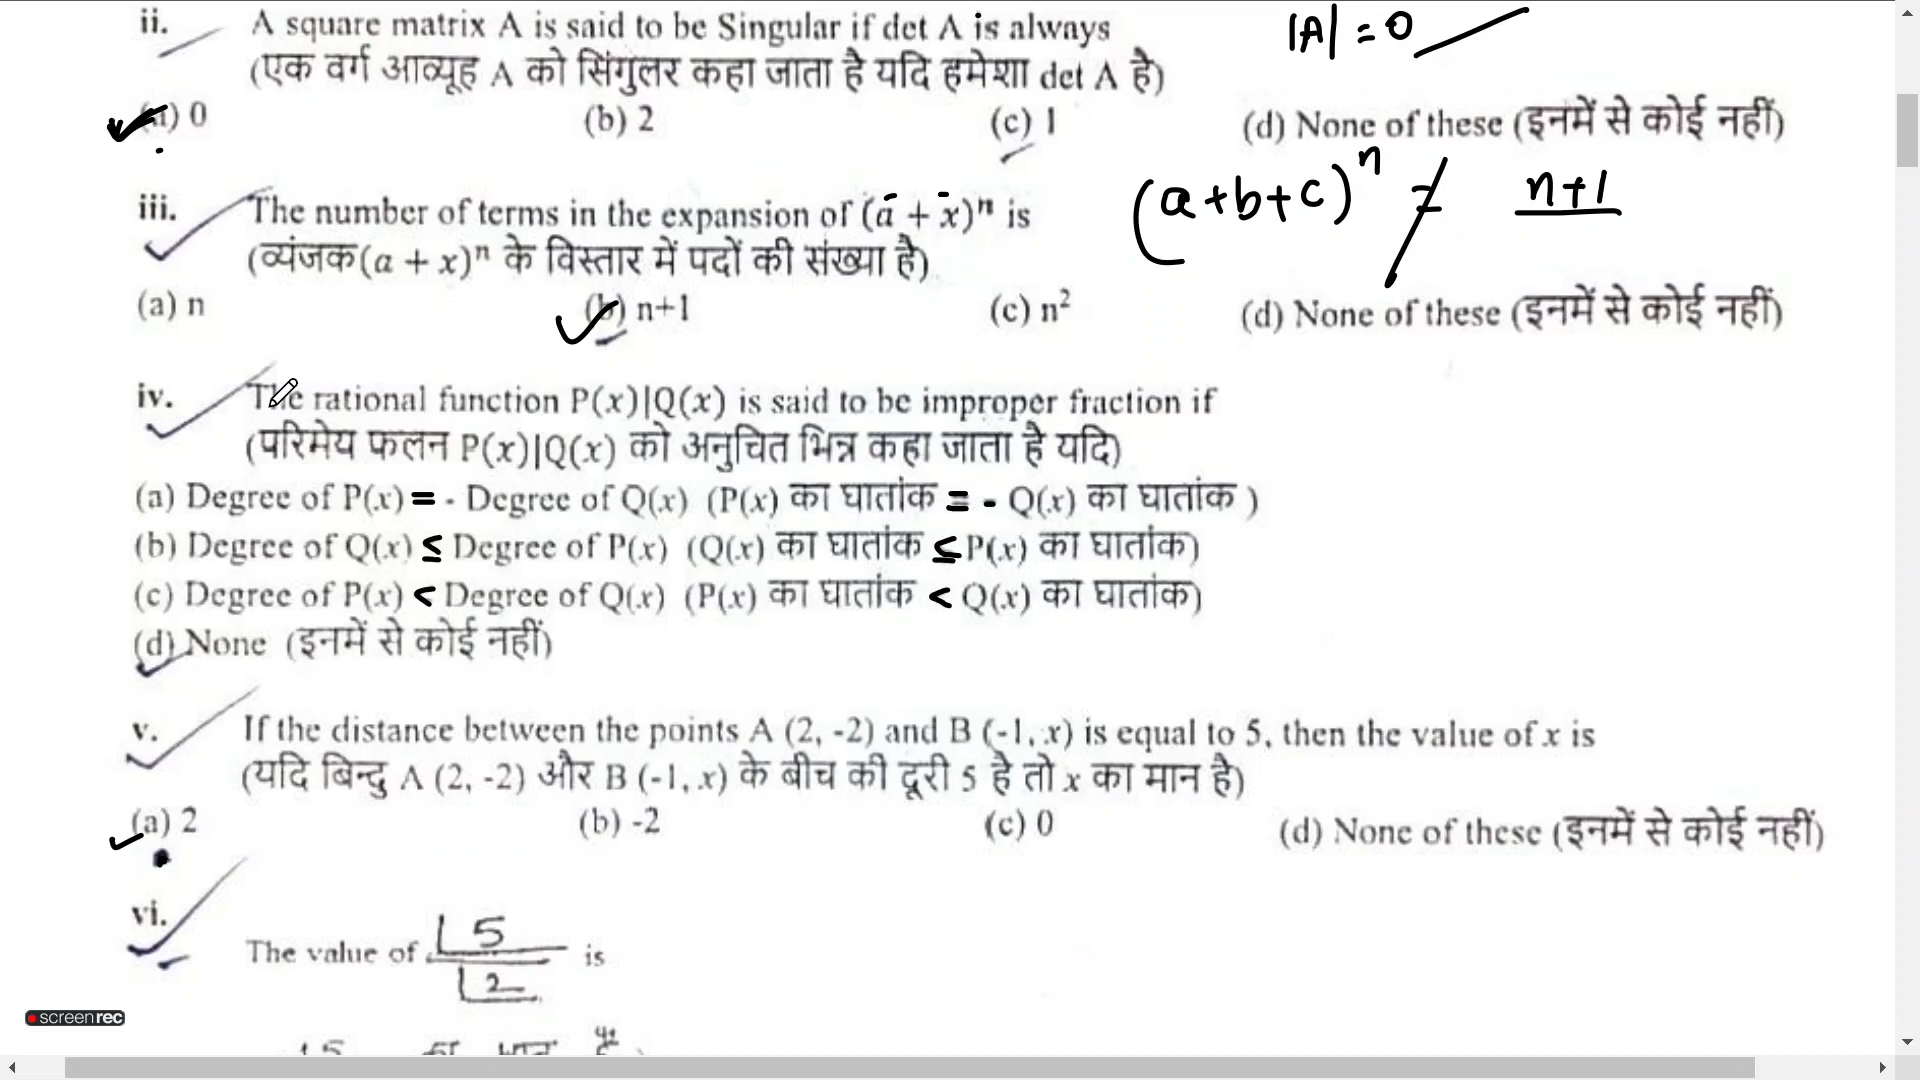 ii. A square matrix A is said to be Singular if det A is always
|A| = 0
(एक वर्ग आव्यूह A को सिंगुलर कहा जाता है यदि हमेशा det A है)
(a) 0 (b) 2 (c) 1 (d) None of these (इनमें से कोई नहीं)
(a+b+c)ⁿ ≠ n+1
iii. The number of terms in the expansion of (a + x)ⁿ is
(व्यंजक(a + x)ⁿ के विस्तार में पदों की संख्या है)
(a) n (b) n+1 (c) n² (d) None of these (इनमें से कोई नहीं)
iv. The rational function P(x)|Q(x) is said to be improper fraction if
(परिमेय फलन P(x)|Q(x) को अनुचित भिन्न कहा जाता है यदि)
(a) Degree of P(x) = - Degree of Q(x) (P(x) का घातांक = - Q(x) का घातांक )
(b) Degree of Q(x) ≤ Degree of P(x) (Q(x) का घातांक ≤ P(x) का घातांक)
(c) Degree of P(x) < Degree of Q(x) (P(x) का घातांक < Q(x) का घातांक)
(d) None (इनमें से कोई नहीं)
v. If the distance between the points A (2, -2) and B (-1, x) is equal to 5, then the value of x is
(यदि बिन्दु A (2, -2) और B (-1, x) के बीच की दूरी 5 है तो x का मान है)
(a) 2 (b) -2 (c) 0 (d) None of these (इनमें से कोई नहीं)
vi. The value of ⌊5 / ⌊2 is
screenrec